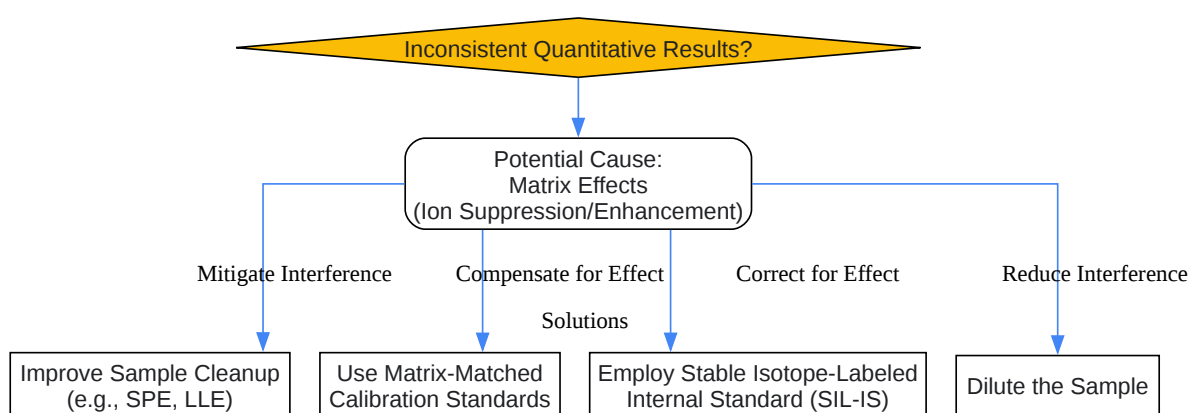 Inconsistent Quantitative Results?
Potential Cause:
Matrix Effects
(Ion Suppression/Enhancement)
Mitigate Interference
Compensate for Effect
Correct for Effect
Reduce Interference
Solutions
Improve Sample Cleanup
(e.g., SPE, LLE)
Use Matrix-Matched
Calibration Standards
Employ Stable Isotope-Labeled
Internal Standard (SIL-IS)
Dilute the Sample